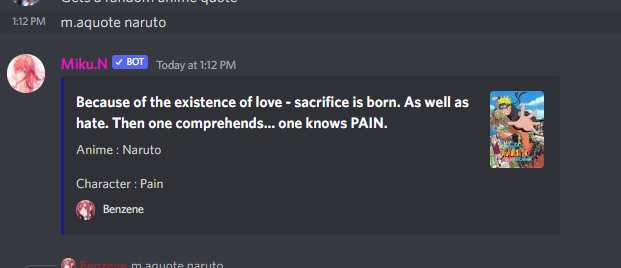 Gets a random anime quote
1:12 PM m.aquote naruto
Miku.N ✓ BOT Today at 1:12 PM
Because of the existence of love - sacrifice is born. As well as
hate. Then one comprehends... one knows PAIN.
Anime : Naruto
Character : Pain
Benzene
Benzene m.aquote naruto